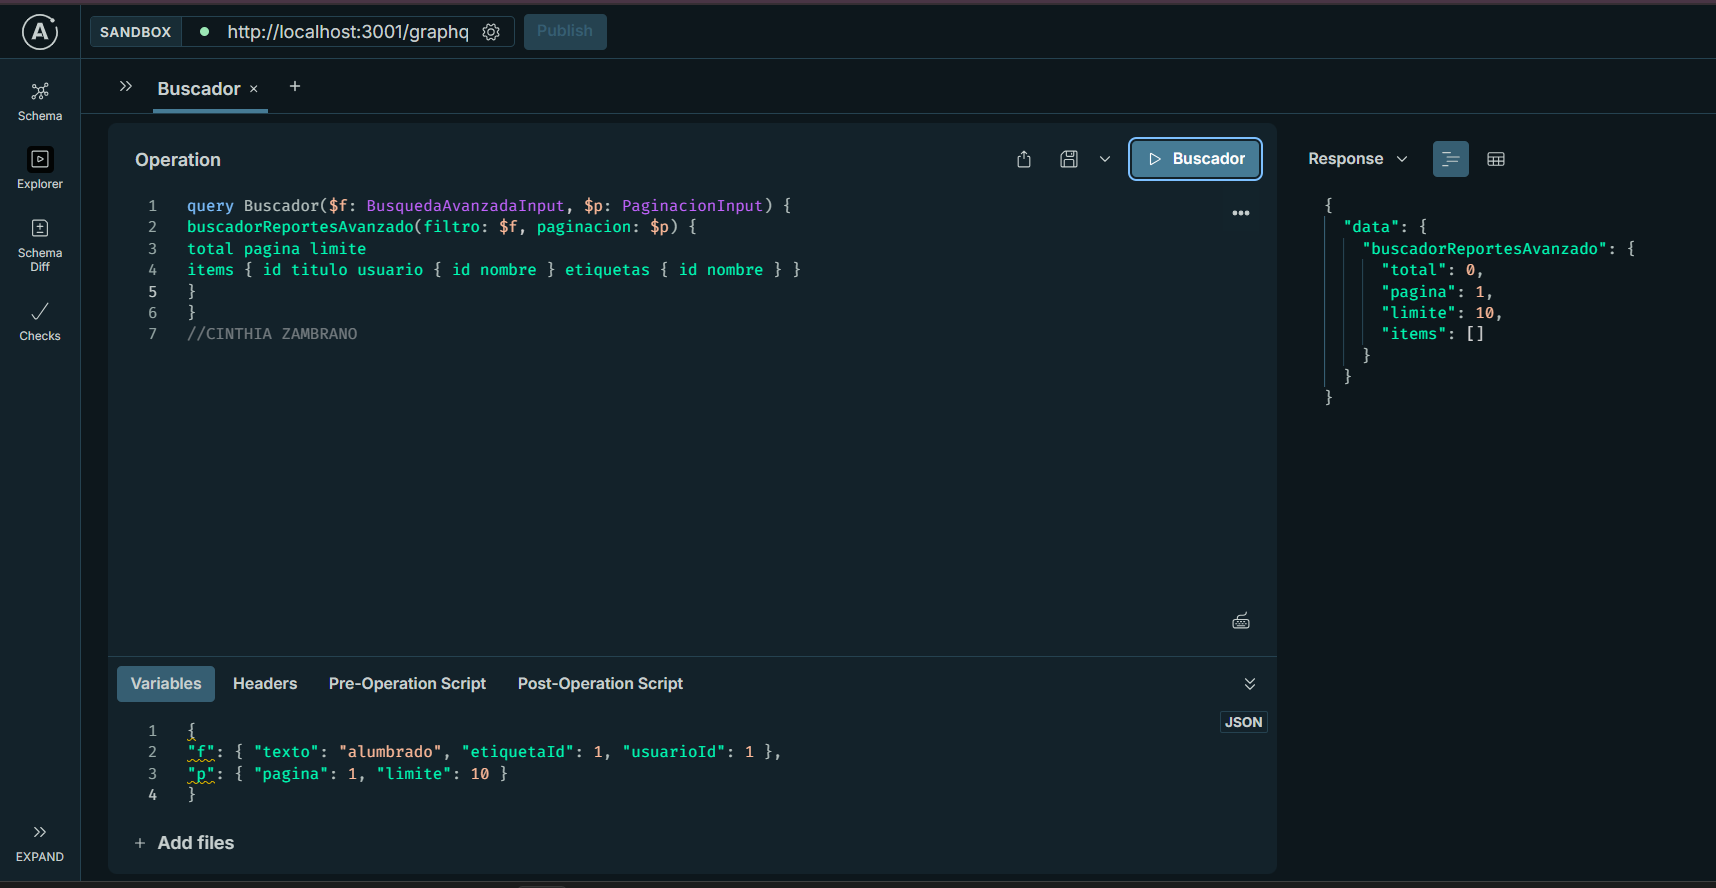 SANDBOX
http://localhost:3001/graphq
Publish
Schema
Explorer
Schema
Diff
Checks
EXPAND
Buscador ×
+
Operation
Buscador
1 query Buscador($f: BusquedaAvanzadaInput, $p: PaginacionInput) {
2 buscadorReportesAvanzado(filtro: $f, paginacion: $p) {
3 total pagina limite
4 items { id titulo usuario { id nombre } etiquetas { id nombre } }
5 }
6 }
7 //CINTHIA ZAMBRANO
Variables
Headers
Pre-Operation Script
Post-Operation Script
JSON
1 {
2 "f": { "texto": "alumbrado", "etiquetaId": 1, "usuarioId": 1 },
3 "p": { "pagina": 1, "limite": 10 }
4 }
+ Add files
Response
{
"data": {
"buscadorReportesAvanzado": {
"total": 0,
"pagina": 1,
"limite": 10,
"items": []
}
}
}